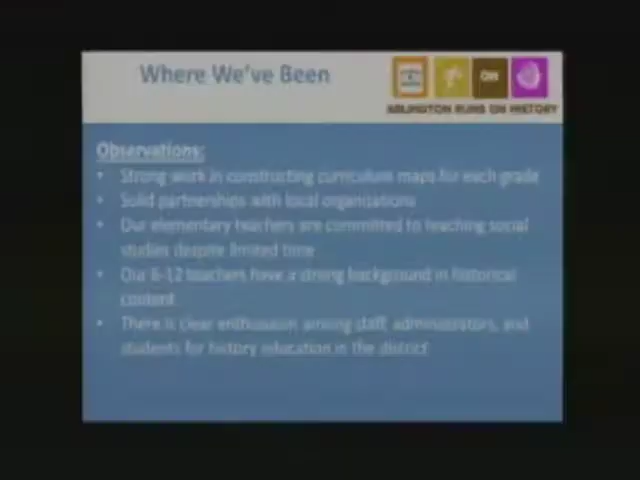 Where We've Been
ON
ARLINGTON RUNS ON HISTORY
Observations:
• Strong work in constructing curriculum maps for each grade
• Solid partnerships with local organizations
• Our elementary teachers are committed to teaching social
studies despite limited time
• Our 6-12 teachers have a strong background in historical
content
• There is clear enthusiasm among staff, administrators, and
students for history education in the district